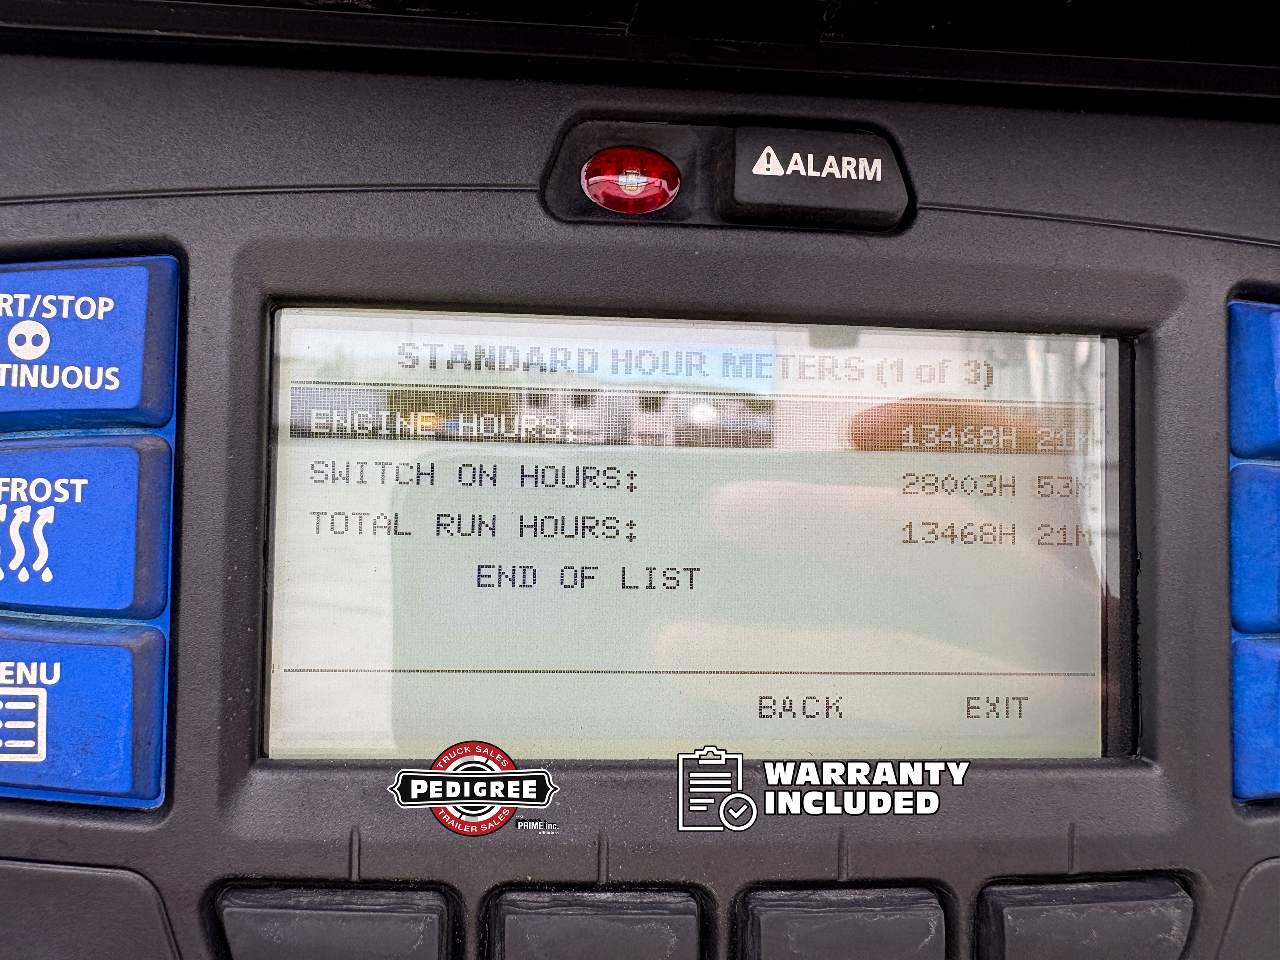 ALARM
RT/STOP
TINUOUS
FROST
ENU
STANDARD HOUR METERS (1 of 3)
ENGINE HOURS: 13468H 21M
SWITCH ON HOURS: 28003H 53M
TOTAL RUN HOURS: 13468H 21M
END OF LIST
BACK EXIT
TRUCK SALES
PEDIGREE
TRAILER SALES
PRIME inc.
WARRANTY
INCLUDED